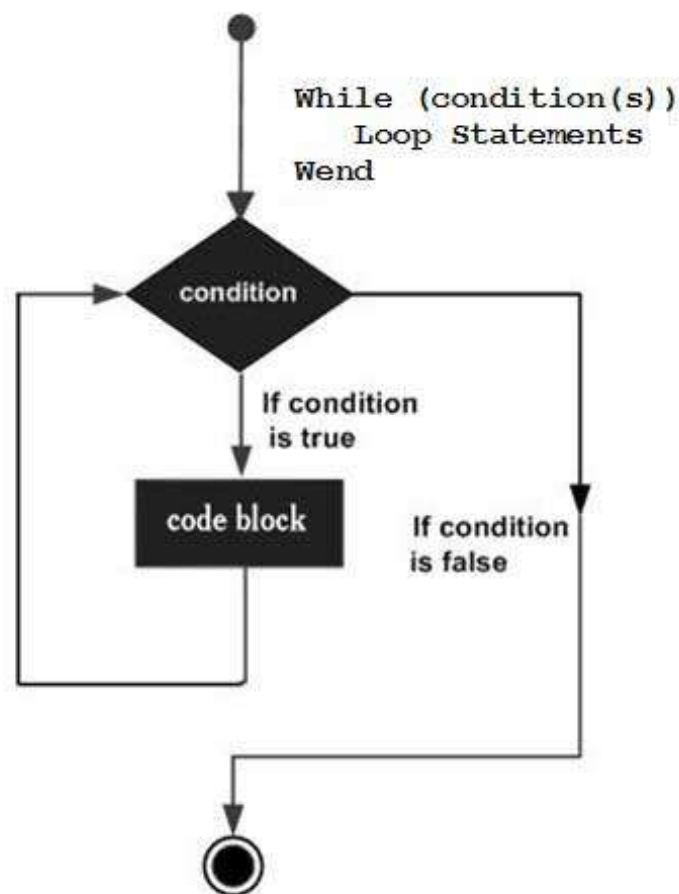 While (condition(s))
Loop Statements
Wend
condition
If condition
is true
code block
If condition
is false